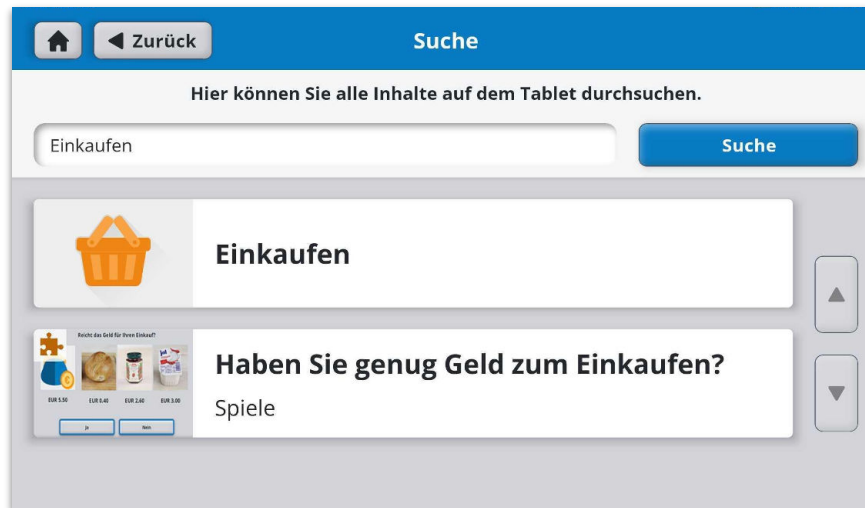 Zurück
Suche
Hier können Sie alle Inhalte auf dem Tablet durchsuchen.
Einkaufen
Suche
Einkaufen
Haben Sie genug Geld zum Einkaufen?
Spiele
Reicht das Geld für Ihren Einkauf?
EUR 5.50 EUR 0.40 EUR 2.60 EUR 3.00
Ja Nein